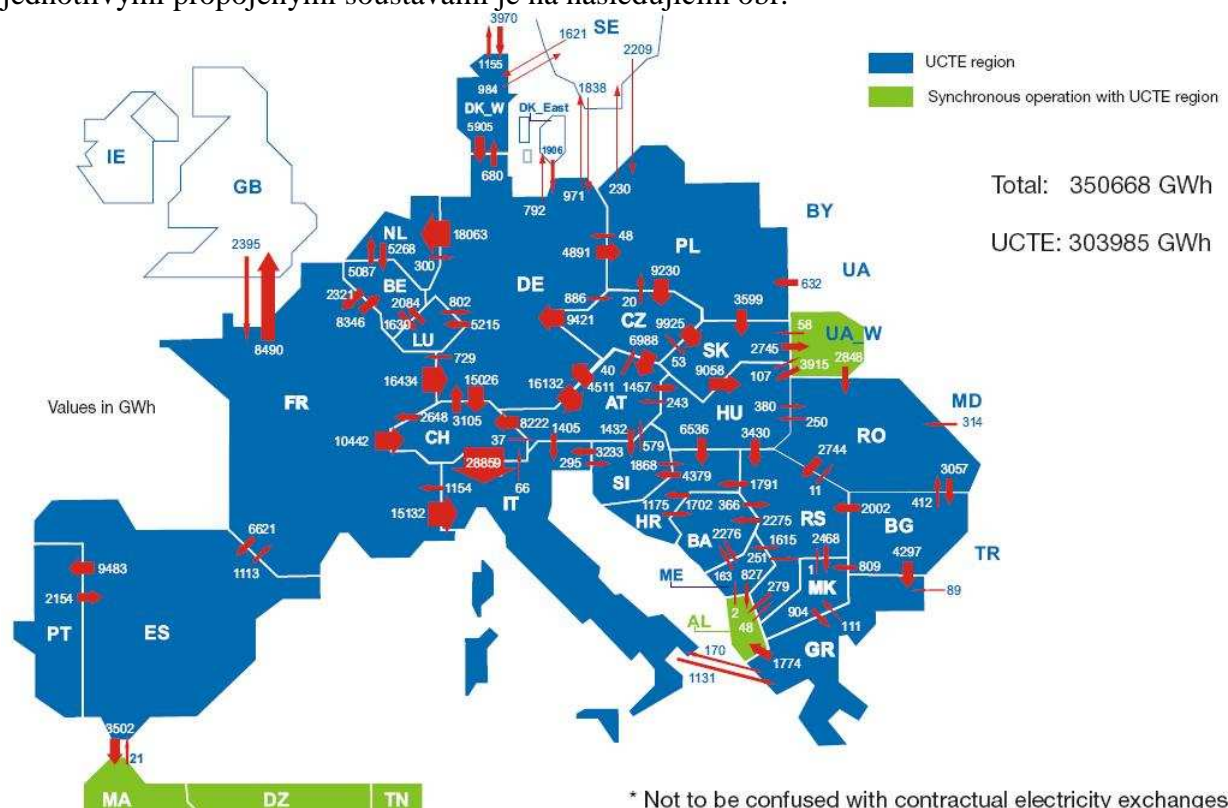 jednotlivými propojenými soustavami je na následujícím obr.
3970
SE
1621
2209
1155
UCTE region
984
1838
Synchronous operation with UCTE region
DK_W
DK_East
5905
1906
IE
680
GB
792
971
230
Total: 350668 GWh
BY
2395
NL
18063
48
PL
UCTE: 303985 GWh
5268
4891
5087
300
UA
BE
DE
9230
632
2321
2084
802
886
20
3599
8346
1630
5215
9421
CZ
9925
58
LU
UA_W
8490
6988
SK
2745
2848
729
53
3915
16434
15026
16132
40
9058
107
4511
1457
Values in GWh
FR
AT
243
HU
380
MD
2648
3105
8222
1405
1432
250
314
10442
CH
37
579
6536
3430
RO
28859
3233
2744
295
1868
4379
3057
1154
66
IT
SI
1791
11
412
15132
1175
1702
366
RS
2002
BG
HR
2275
6621
BA
2276
1615
2468
4297
TR
1113
251
9483
ME
163
827
1
809
279
MK
89
2154
2
904
PT
ES
AL
48
111
170
GR
1774
1131
3502
21
MA
DZ
TN
* Not to be confused with contractual electricity exchanges